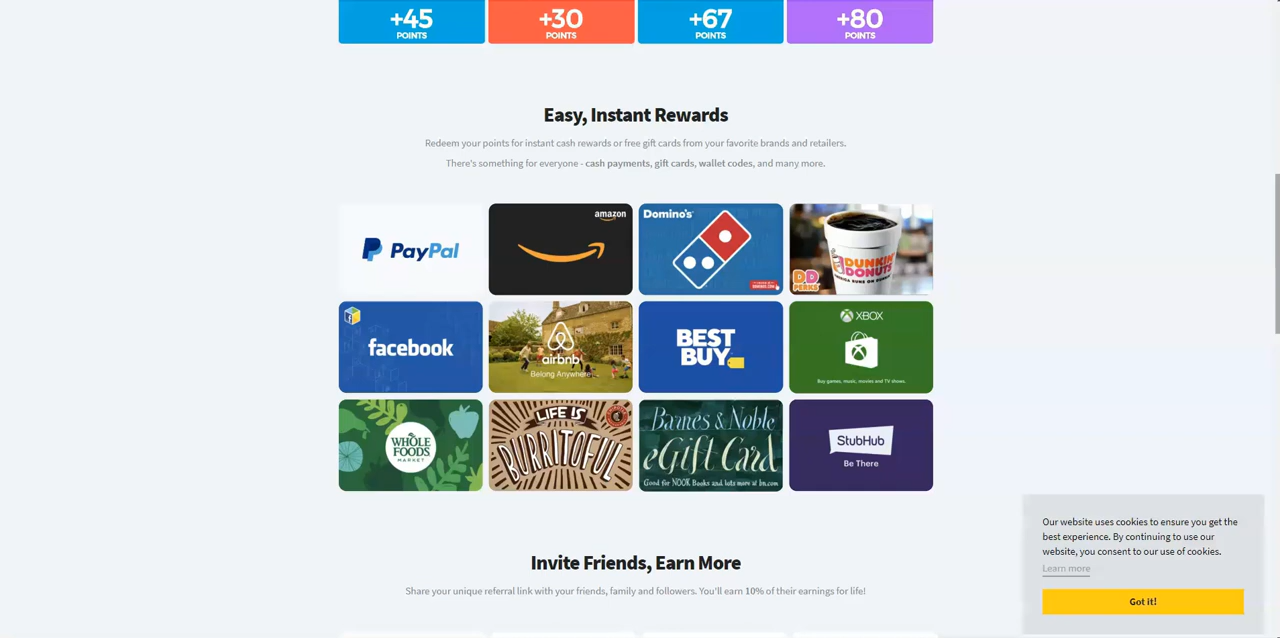 +45
POINTS
+30
POINTS
+67
POINTS
+80
POINTS
Easy, Instant Rewards
Redeem your points for instant cash rewards or free gift cards from your favorite brands and retailers.
There's something for everyone - cash payments, gift cards, wallet codes, and many more.
PayPal
amazon
Domino's
DUNKIN'
DONUTS
AMERICA RUNS ON DUNKIN'
DD
PERKS
facebook
airbnb
Belong Anywhere
BEST
BUY
XBOX
Buy games, music, movies and TV shows.
WHOLE
FOODS
MARKET
LIFE IS
BURRITOFUL
Barnes & Noble
eGift Card
Good for NOOK Books and lots more at bn.com
StubHub
Be There
Invite Friends, Earn More
Share your unique referral link with your friends, family and followers. You'll earn 10% of their earnings for life!
Our website uses cookies to ensure you get the
best experience. By continuing to use our
website, you consent to our use of cookies.
Learn more
Got it!